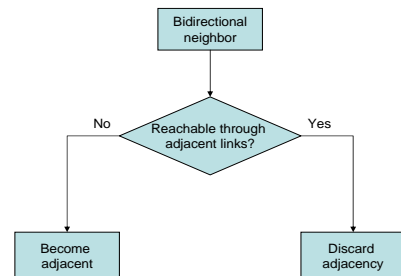 Bidirectional
neighbor
No
Reachable through
adjacent links?
Yes
Become
adjacent
Discard
adjacency